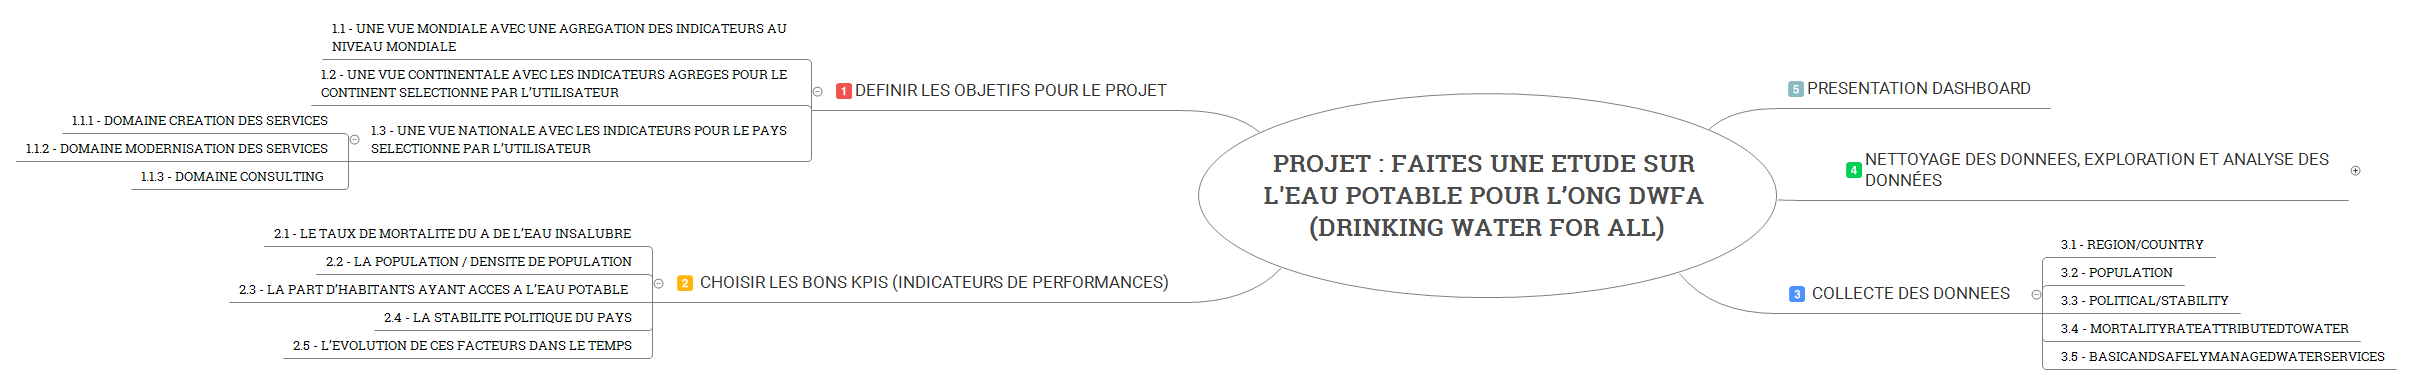 PROJET : FAITES UNE ETUDE SUR
L'EAU POTABLE POUR L’ONG DWFA
(DRINKING WATER FOR ALL)
1 DEFINIR LES OBJETIFS POUR LE PROJET
1.1 - UNE VUE MONDIALE AVEC UNE AGREGATION DES INDICATEURS AU
NIVEAU MONDIALE
1.2 - UNE VUE CONTINENTALE AVEC LES INDICATEURS AGREGES POUR LE
CONTINENT SELECTIONNE PAR L’UTILISATEUR
1.3 - UNE VUE NATIONALE AVEC LES INDICATEURS POUR LE PAYS
SELECTIONNE PAR L’UTILISATEUR
1.1.1 - DOMAINE CREATION DES SERVICES
1.1.2 - DOMAINE MODERNISATION DES SERVICES
1.1.3 - DOMAINE CONSULTING
2 CHOISIR LES BONS KPIS (INDICATEURS DE PERFORMANCES)
2.1 - LE TAUX DE MORTALITE DU A DE L’EAU INSALUBRE
2.2 - LA POPULATION / DENSITE DE POPULATION
2.3 - LA PART D’HABITANTS AYANT ACCES A L’EAU POTABLE
2.4 - LA STABILITE POLITIQUE DU PAYS
2.5 - L’EVOLUTION DE CES FACTEURS DANS LE TEMPS
3 COLLECTE DES DONNEES
3.1 - REGION/COUNTRY
3.2 - POPULATION
3.3 - POLITICAL/STABILITY
3.4 - MORTALITYRATEATTRIBUTEDTOWATER
3.5 - BASICANDSAFELYMANAGEDWATERSERVICES
4 NETTOYAGE DES DONNEES, EXPLORATION ET ANALYSE DES
DONNÉES
5 PRESENTATION DASHBOARD